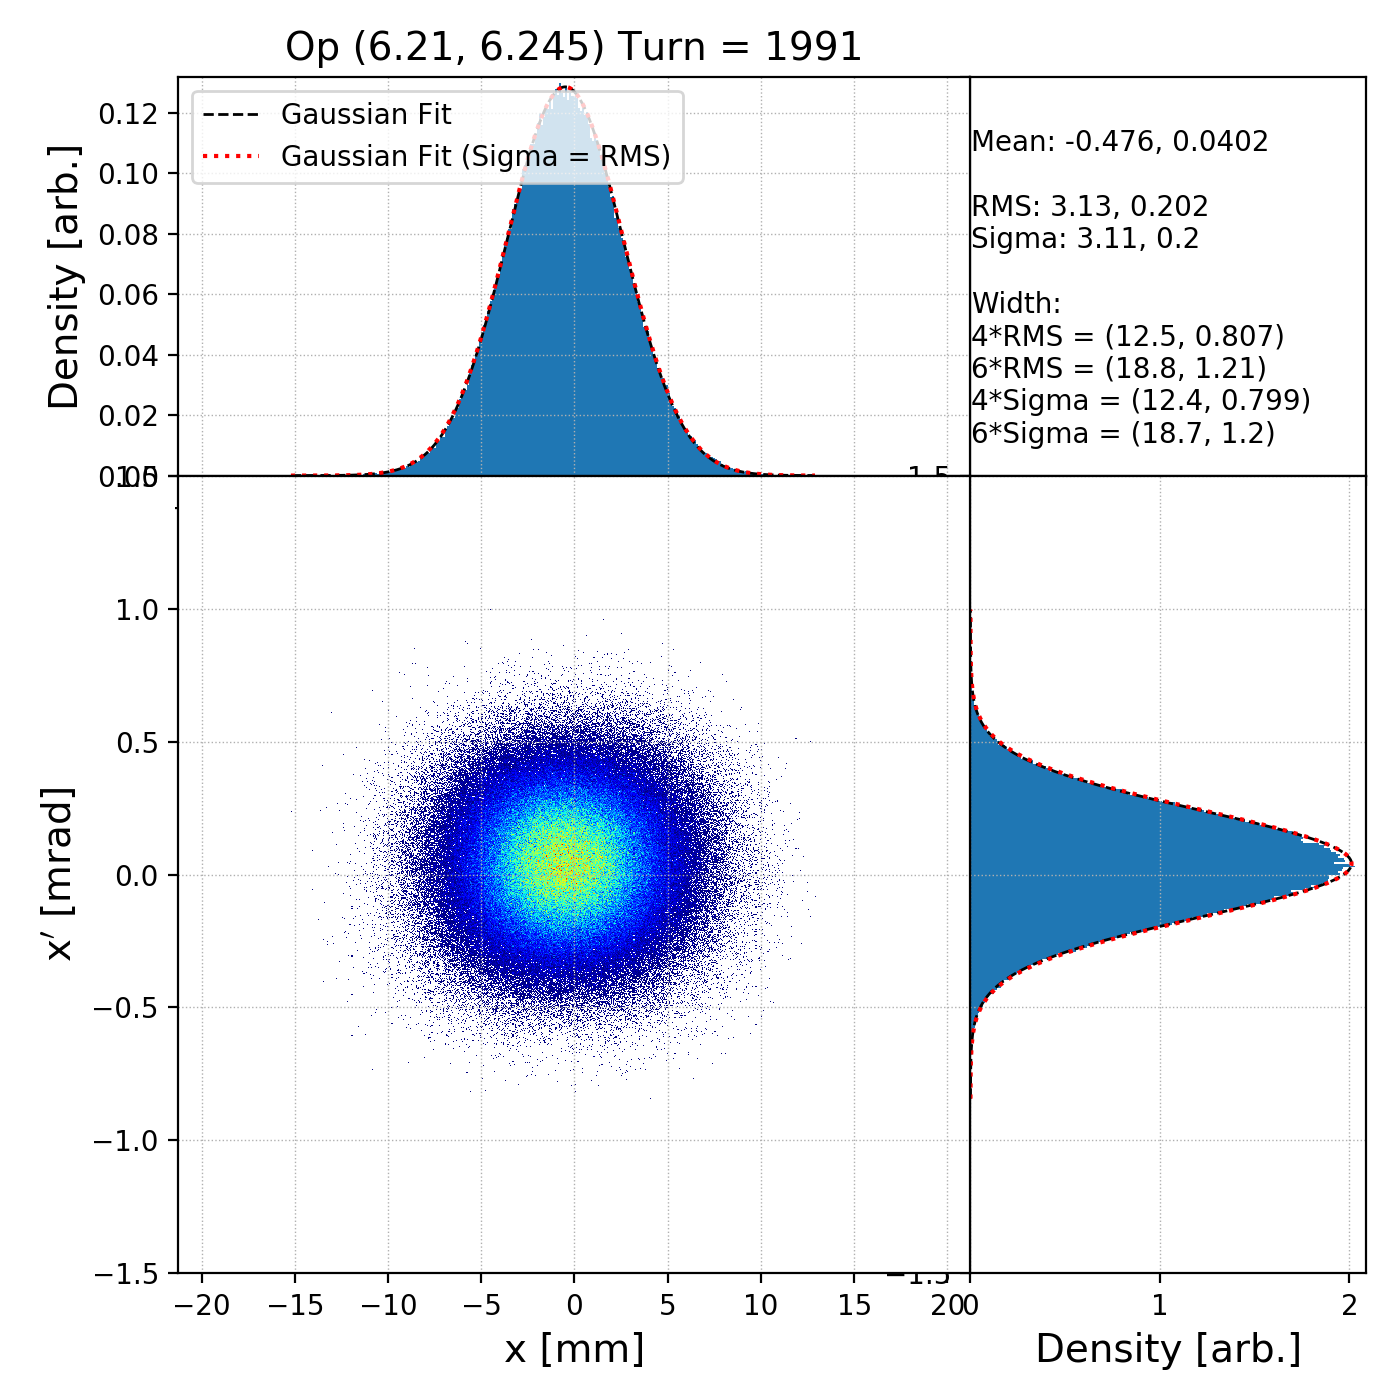 Op (6.21, 6.245) Turn = 1991
Gaussian Fit
Gaussian Fit (Sigma = RMS)
Density [arb.]
0.12
0.10
0.08
0.06
0.04
0.02
Mean: -0.476, 0.0402
RMS: 3.13, 0.202
Sigma: 3.11, 0.2
Width:
4*RMS = (12.5, 0.807)
6*RMS = (18.8, 1.21)
4*Sigma = (12.4, 0.799)
6*Sigma = (18.7, 1.2)
x′ [mrad]
1.0
0.5
0.0
−0.5
−1.0
−1.5
−20 −15 −10 −5 0 5 10 15 20
x [mm]
0 1 2
Density [arb.]